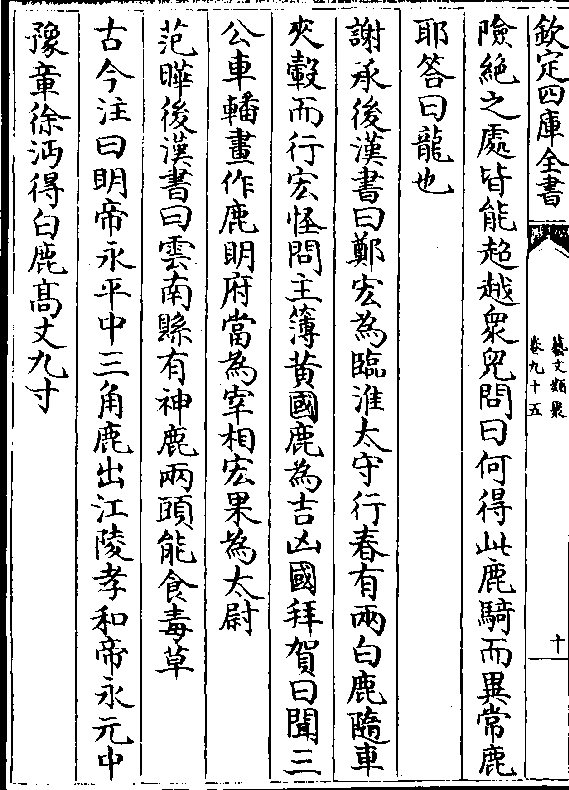 欽定四庫全書
藝文類聚
卷九十五
十
險絶之處皆能超越衆兒問曰何得此鹿騎而異常鹿
耶答曰龍也
謝承後漢書曰鄭宏為臨淮太守行春有兩白鹿隨車
夾轂而行宏怪問主簿黄國鹿為吉凶國拜賀曰聞三
公車轓畫作鹿明府當為宰相宏果為太尉
范曄後漢書曰雲南縣有神鹿兩頭能食毒草
古今注曰明帝永平中三角鹿出江陵孝和帝永元中
豫章徐沔得白鹿高丈九寸